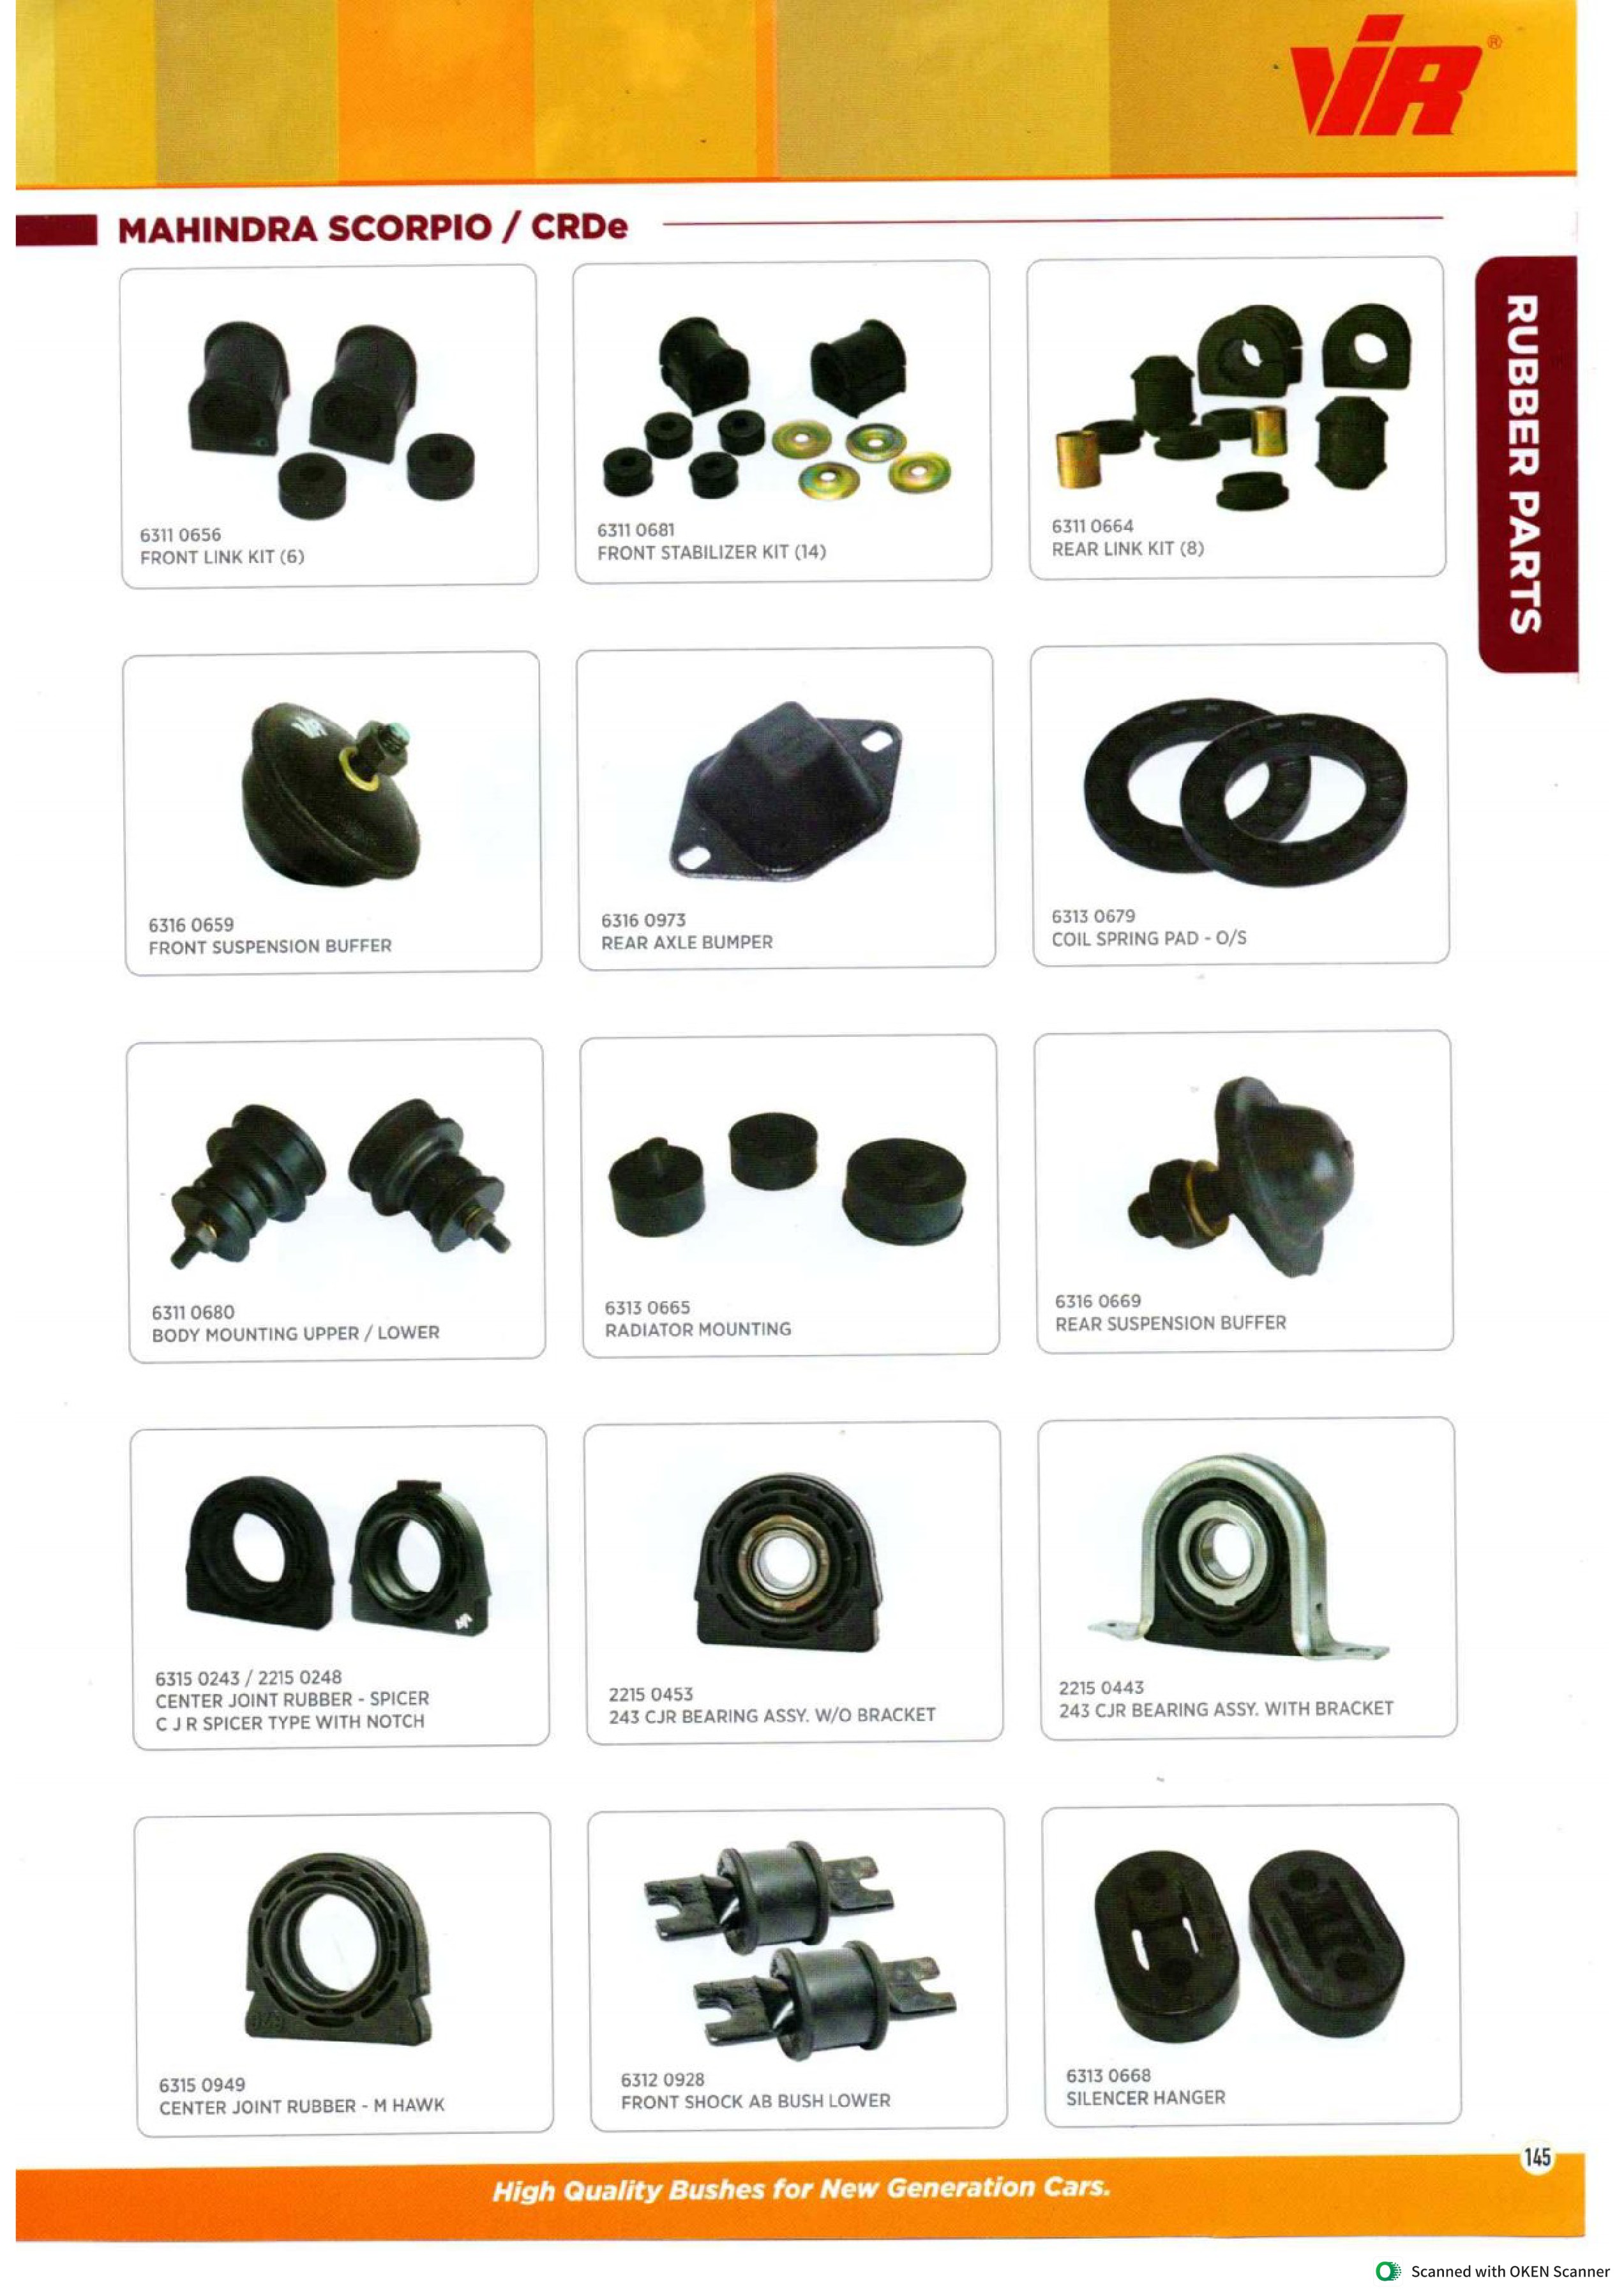 VIR®
MAHINDRA SCORPIO / CRDe
RUBBER PARTS
6311 0656
FRONT LINK KIT (6)
6311 0681
FRONT STABILIZER KIT (14)
6311 0664
REAR LINK KIT (8)
6316 0659
FRONT SUSPENSION BUFFER
6316 0973
REAR AXLE BUMPER
6313 0679
COIL SPRING PAD - O/S
6311 0680
BODY MOUNTING UPPER / LOWER
6313 0665
RADIATOR MOUNTING
6316 0669
REAR SUSPENSION BUFFER
6315 0243 / 2215 0248
CENTER JOINT RUBBER - SPICER
C J R SPICER TYPE WITH NOTCH
2215 0453
243 CJR BEARING ASSY. W/O BRACKET
2215 0443
243 CJR BEARING ASSY. WITH BRACKET
949
6315 0949
CENTER JOINT RUBBER - M HAWK
6312 0928
FRONT SHOCK AB BUSH LOWER
6313 0668
SILENCER HANGER
145
High Quality Bushes for New Generation Cars.
Scanned with OKEN Scanner